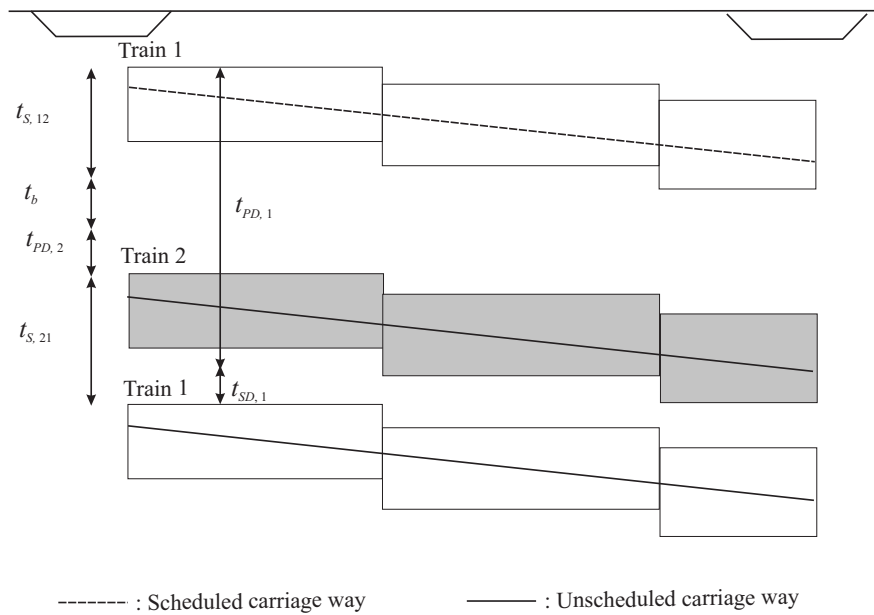 Train 1
t_{S, 12}
t_b
t_{PD, 1}
t_{PD, 2}
Train 2
t_{S, 21}
Train 1
t_{SD, 1}
: Scheduled carriage way
: Unscheduled carriage way